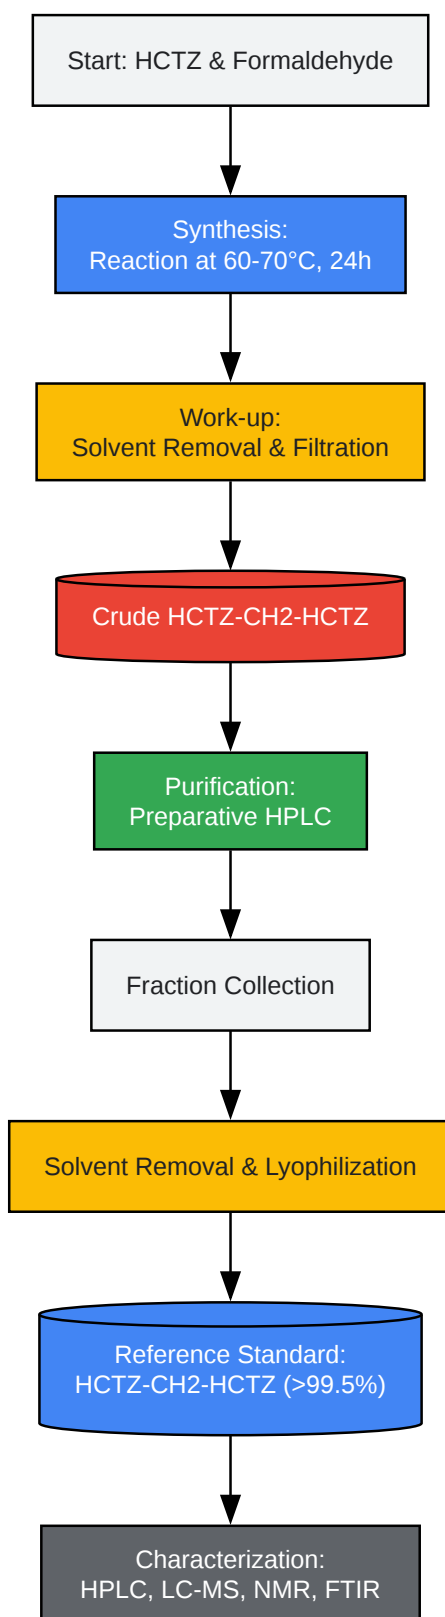 Start: HCTZ & Formaldehyde
Synthesis:
Reaction at 60-70°C, 24h
Work-up:
Solvent Removal & Filtration
Crude HCTZ-CH2-HCTZ
Purification:
Preparative HPLC
Fraction Collection
Solvent Removal & Lyophilization
Reference Standard:
HCTZ-CH2-HCTZ (>99.5%)
Characterization:
HPLC, LC-MS, NMR, FTIR